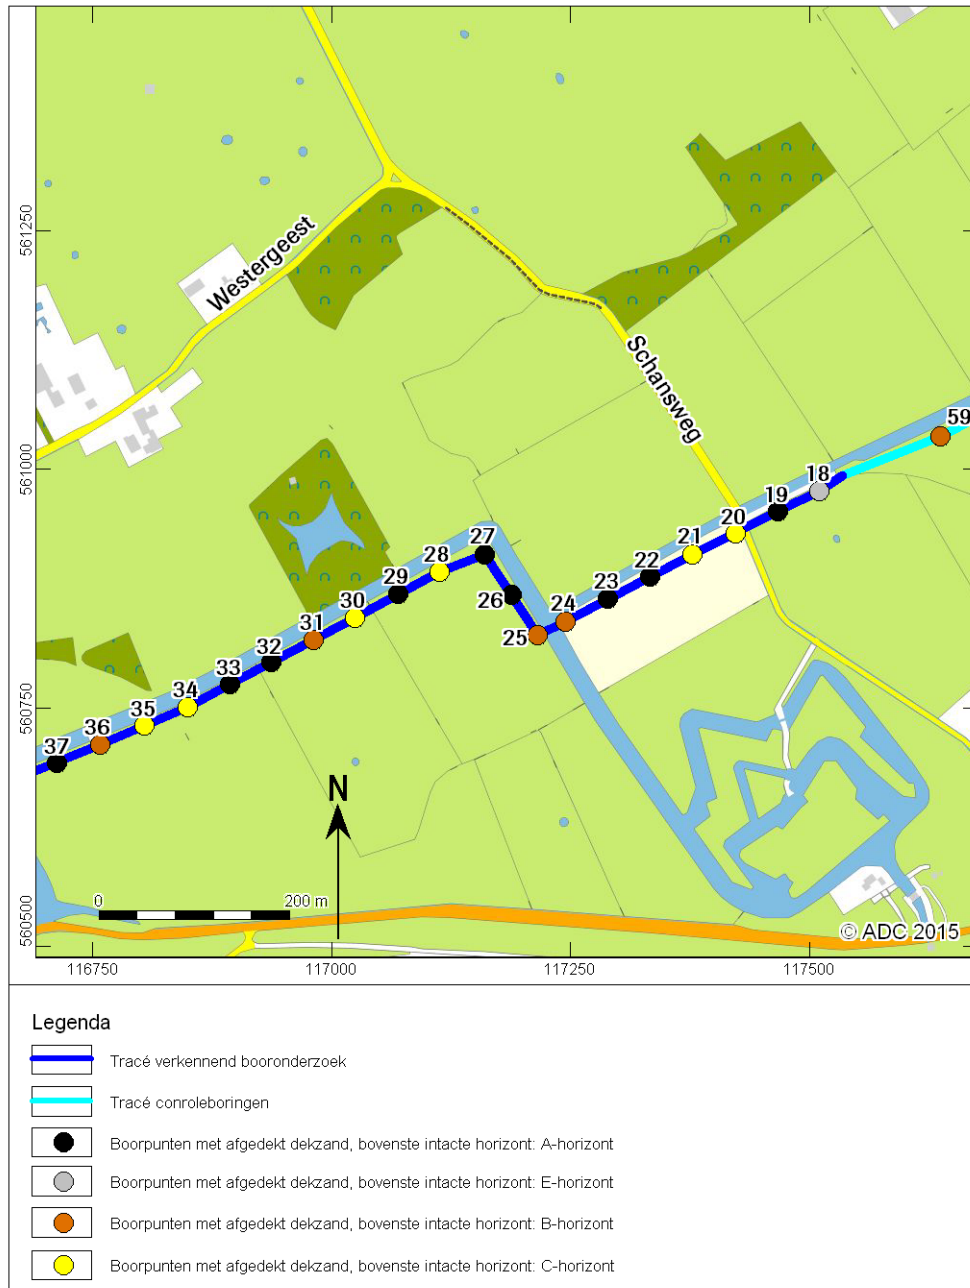 561250
561000
560750
560500
Westergeest
Schansweg
59
18
19
20
21
22
23
24
25
26
27
28
29
30
31
32
33
34
35
36
37
N
0 200 m
© ADC 2015
116750 117000 117250 117500
Legenda
Tracé verkennend booronderzoek
Tracé conroleboringen
Boorpunten met afgedekt dekzand, bovenste intacte horizont: A-horizont
Boorpunten met afgedekt dekzand, bovenste intacte horizont: E-horizont
Boorpunten met afgedekt dekzand, bovenste intacte horizont: B-horizont
Boorpunten met afgedekt dekzand, bovenste intacte horizont: C-horizont